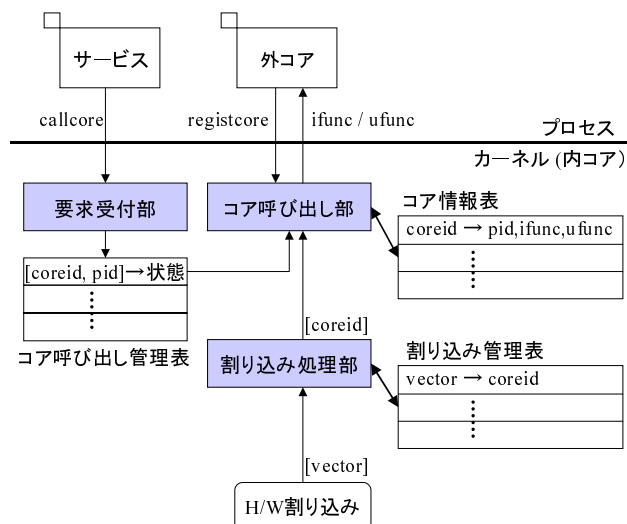 サービス
外コア
callcore
registcore
ifunc / ufunc
プロセス
カーネル (内コア)
要求受付部
コア呼び出し部
コア情報表
coreid → pid,ifunc,ufunc
[coreid, pid]→状態
コア呼び出し管理表
[coreid]
割り込み処理部
割り込み管理表
vector → coreid
[vector]
H/W割り込み